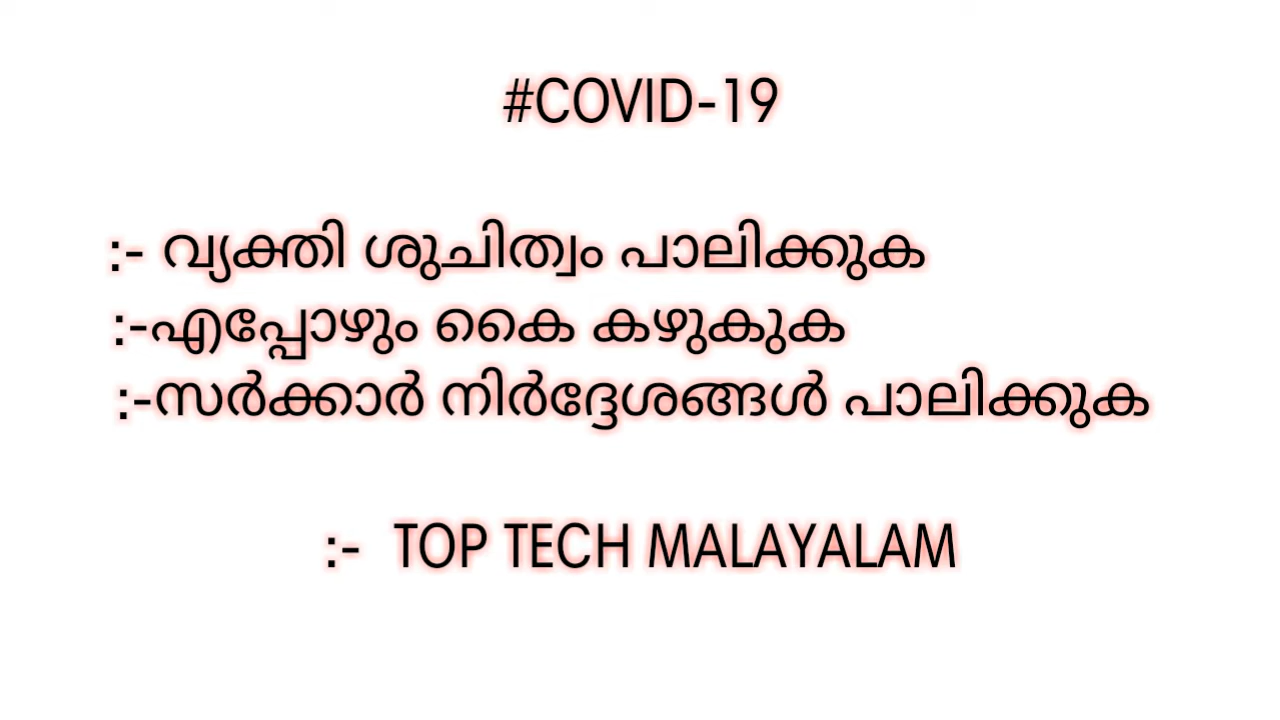 #COVID-19
:- വ്യക്തി ശുചിത്വം പാലിക്കുക
:-എപ്പോഴും കൈ കഴുകുക
:-സർക്കാർ നിർദ്ദേശങ്ങൾ പാലിക്കുക
:- TOP TECH MALAYALAM